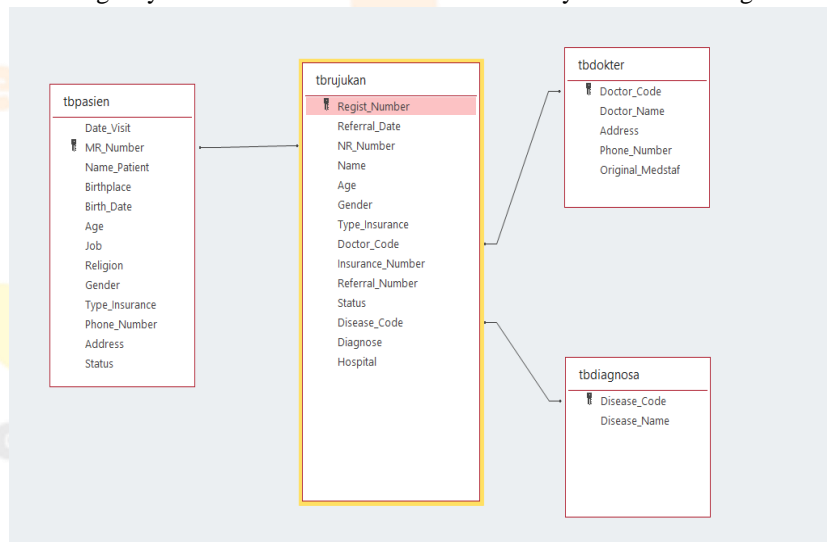 tbpasien
Date_Visit
MR_Number
Name_Patient
Birthplace
Birth_Date
Age
Job
Religion
Gender
Type_Insurance
Phone_Number
Address
Status
tbrujukan
Regist_Number
Referral_Date
NR_Number
Name
Age
Gender
Type_Insurance
Doctor_Code
Insurance_Number
Referral_Number
Status
Disease_Code
Diagnose
Hospital
tbdokter
Doctor_Code
Doctor_Name
Address
Phone_Number
Original_Medstaf
tbdiagnosa
Disease_Code
Disease_Name